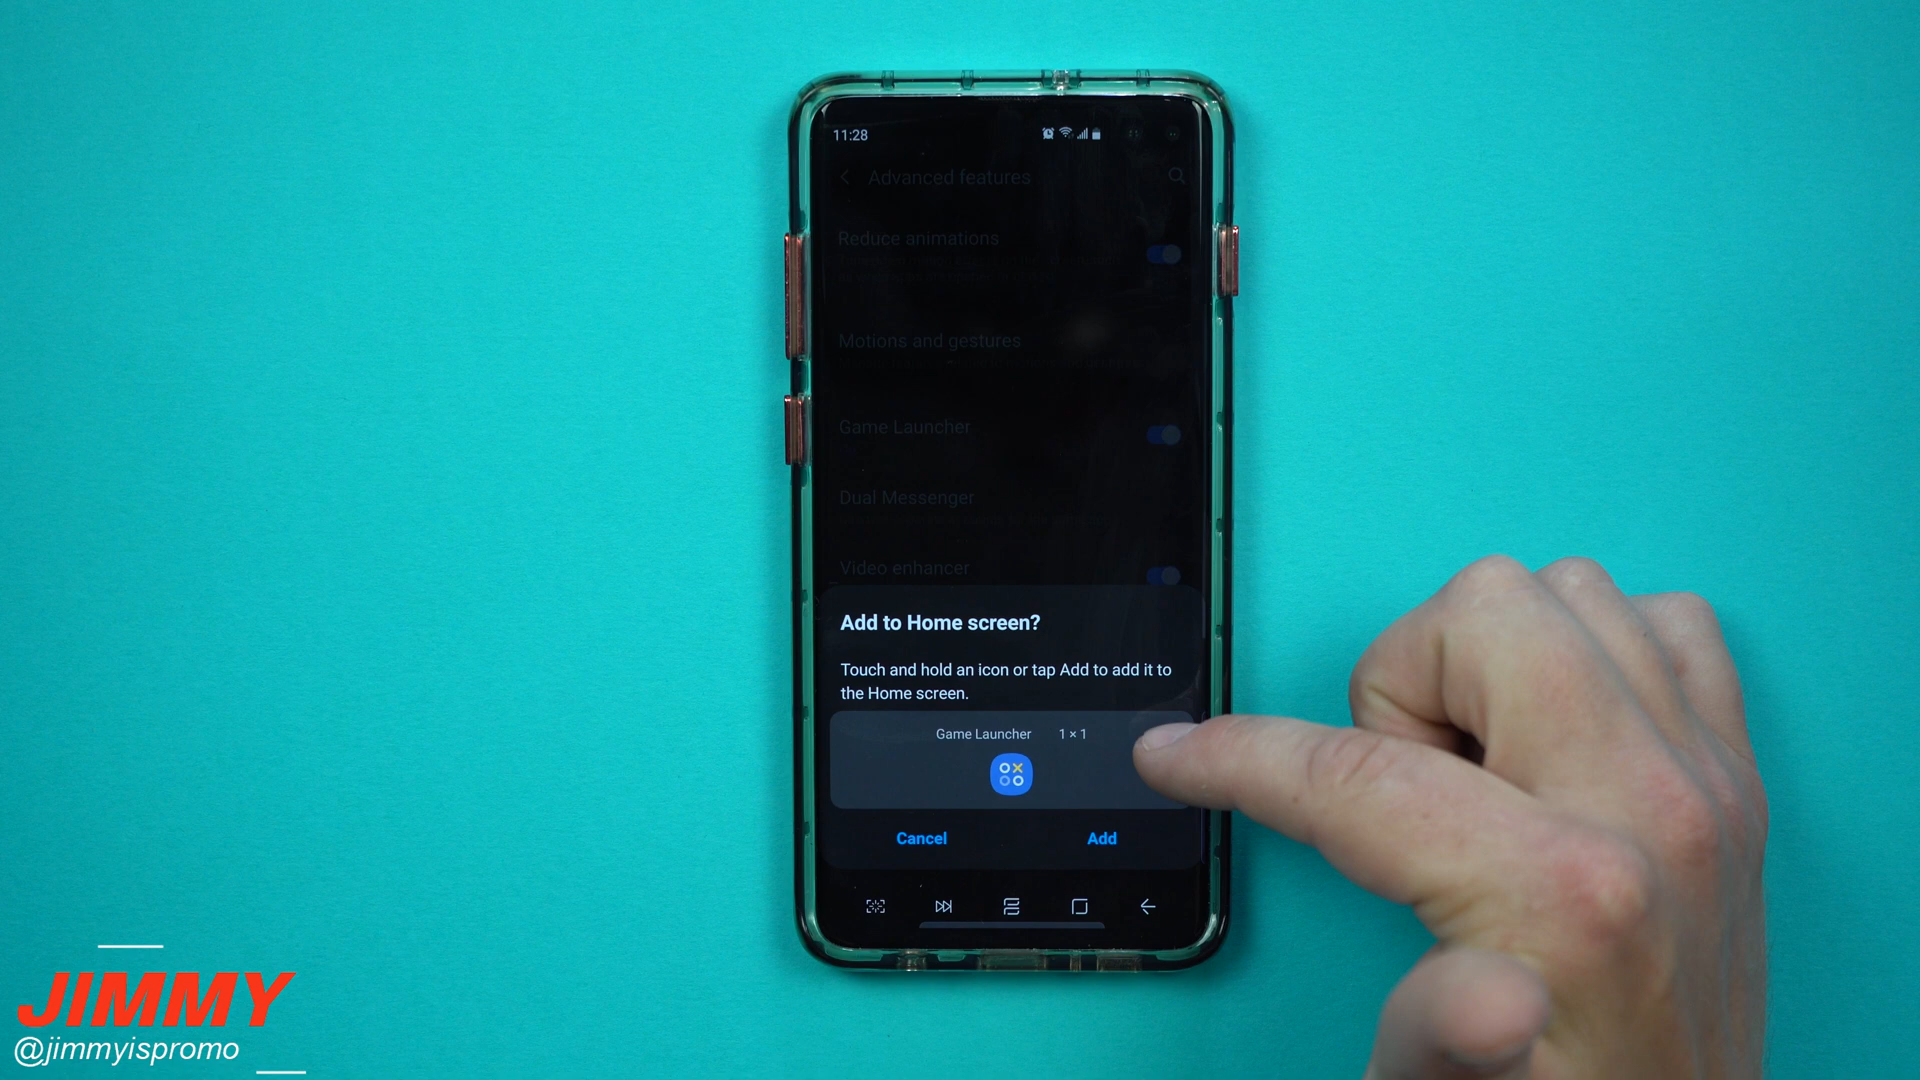 11:28
Advanced features
Reduce animations
Motions and gestures
Game Launcher
Dual Messenger
Video enhancer
Add to Home screen?
Touch and hold an icon or tap Add to add it to
the Home screen.
Game Launcher 1 × 1
Cancel Add
JIMMY
@jimmyispromo